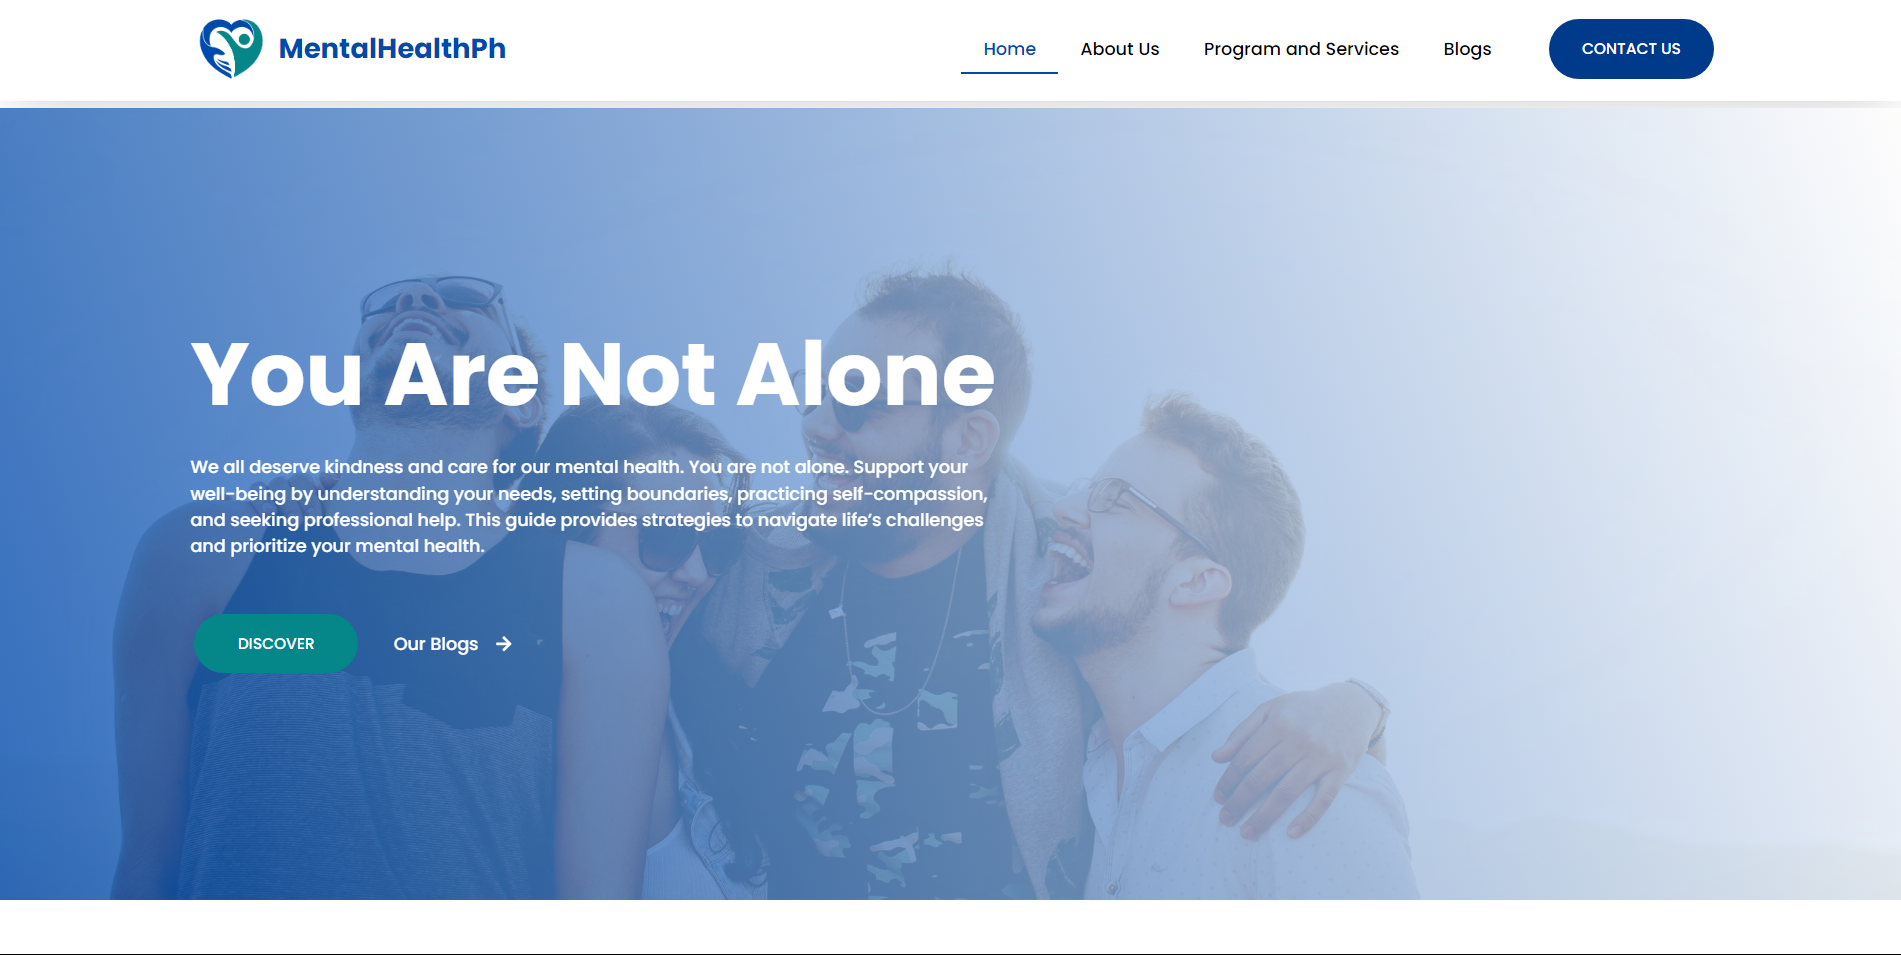 MentalHealthPh
Home
About Us
Program and Services
Blogs
CONTACT US
You Are Not Alone
We all deserve kindness and care for our mental health. You are not alone. Support your
well-being by understanding your needs, setting boundaries, practicing self-compassion,
and seeking professional help. This guide provides strategies to navigate life’s challenges
and prioritize your mental health.
DISCOVER
Our Blogs